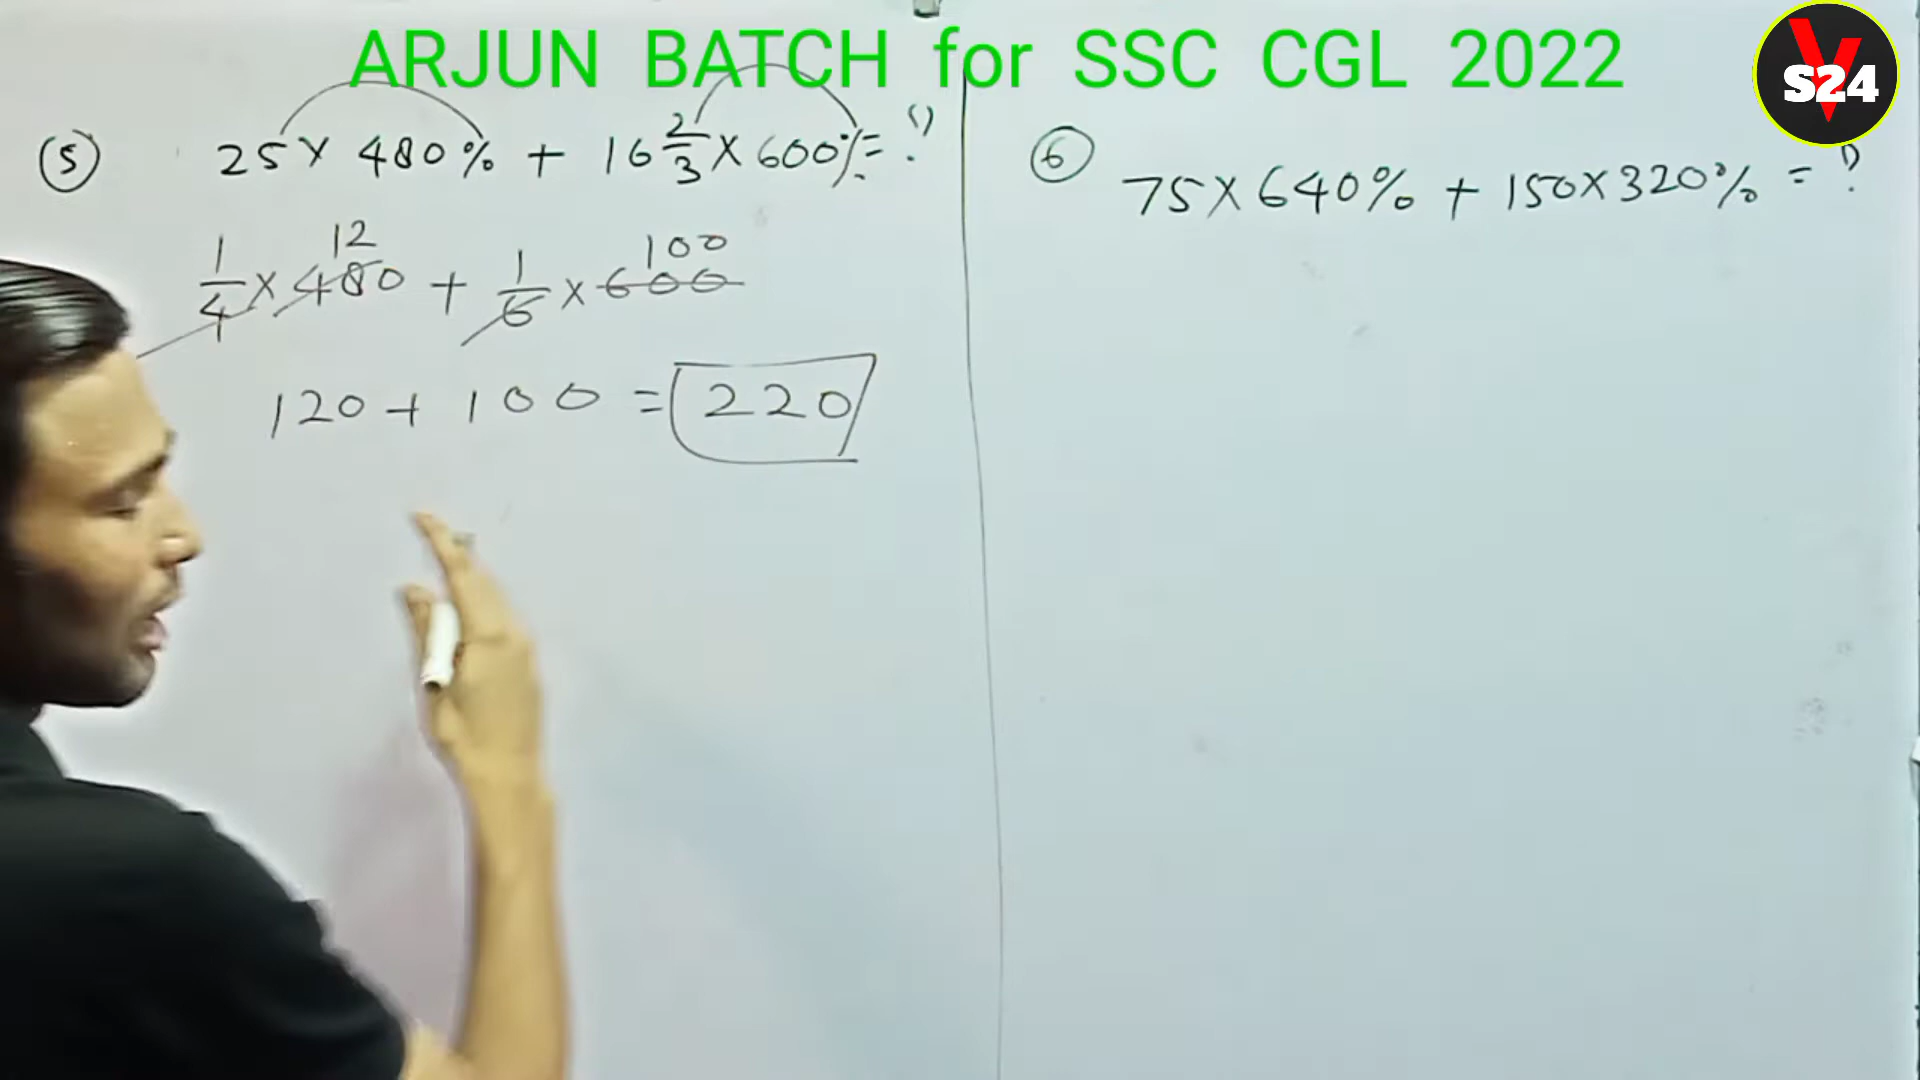 ARJUN BATCH for SSC CGL 2022
V
S24
(5) 25 × 480% + 16 2/3 × 600% = ?
1/4 × 480 + 1/6 × 600
12 100
120 + 100 = 220
(6) 75 × 640% + 150 × 320% = ?